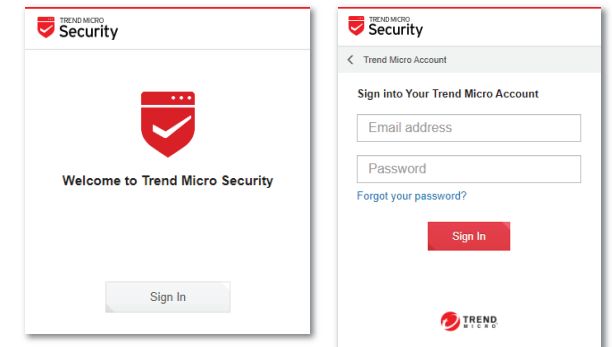 TREND MICRO
Security
Welcome to Trend Micro Security
Sign In
TREND MICRO
Security
Trend Micro Account
Sign into Your Trend Micro Account
Email address
Password
Forgot your password?
Sign In
TREND
MICRO